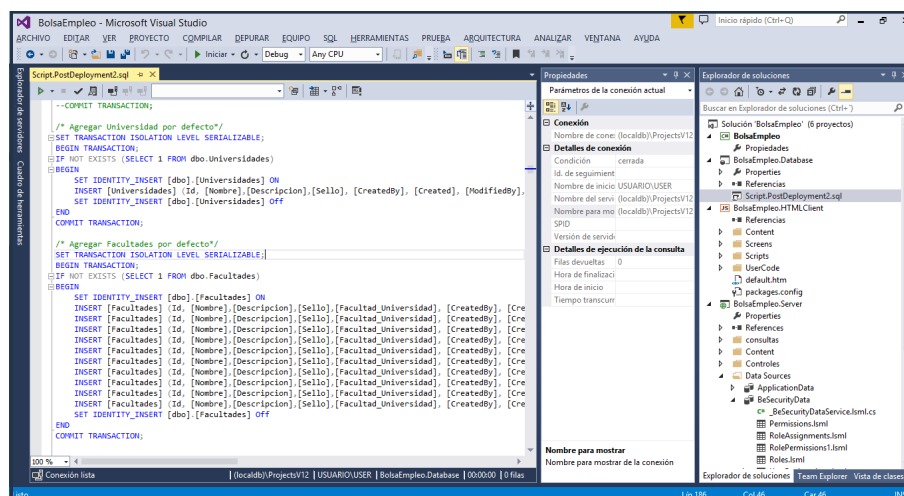 BolsaEmpleo - Microsoft Visual Studio
Inicio rápido (Ctrl+Q)
ARCHIVO EDITAR VER PROYECTO COMPILAR DEPURAR EQUIPO SQL HERRAMIENTAS PRUEBA ARQUITECTURA ANALIZAR VENTANA AYUDA
Iniciar Debug Any CPU
Explorador de servidores
Cuadro de herramientas
Script.PostDeployment2.sql
--COMMIT TRANSACTION;
/* Agregar Universidad por defecto*/
SET TRANSACTION ISOLATION LEVEL SERIALIZABLE;
BEGIN TRANSACTION;
IF NOT EXISTS (SELECT 1 FROM dbo.Universidades)
BEGIN
SET IDENTITY_INSERT [dbo].[Universidades] ON
INSERT [Universidades] (Id, [Nombre],[Descripcion],[Sello], [CreatedBy], [Created], [ModifiedBy],
SET IDENTITY_INSERT [dbo].[Universidades] Off
END
COMMIT TRANSACTION;
/* Agregar Facultades por defecto*/
SET TRANSACTION ISOLATION LEVEL SERIALIZABLE;
BEGIN TRANSACTION;
IF NOT EXISTS (SELECT 1 FROM dbo.Facultades)
BEGIN
SET IDENTITY_INSERT [dbo].[Facultades] ON
INSERT [Facultades] (Id, [Nombre],[Descripcion],[Sello],[Facultad_Universidad], [CreatedBy], [Cre
INSERT [Facultades] (Id, [Nombre],[Descripcion],[Sello],[Facultad_Universidad], [CreatedBy], [Cre
INSERT [Facultades] (Id, [Nombre],[Descripcion],[Sello],[Facultad_Universidad], [CreatedBy], [Cre
INSERT [Facultades] (Id, [Nombre],[Descripcion],[Sello],[Facultad_Universidad], [CreatedBy], [Cre
INSERT [Facultades] (Id, [Nombre],[Descripcion],[Sello],[Facultad_Universidad], [CreatedBy], [Cre
INSERT [Facultades] (Id, [Nombre],[Descripcion],[Sello],[Facultad_Universidad], [CreatedBy], [Cre
INSERT [Facultades] (Id, [Nombre],[Descripcion],[Sello],[Facultad_Universidad], [CreatedBy], [Cre
INSERT [Facultades] (Id, [Nombre],[Descripcion],[Sello],[Facultad_Universidad], [CreatedBy], [Cre
INSERT [Facultades] (Id, [Nombre],[Descripcion],[Sello],[Facultad_Universidad], [CreatedBy], [Cre
INSERT [Facultades] (Id, [Nombre],[Descripcion],[Sello],[Facultad_Universidad], [CreatedBy], [Cre
SET IDENTITY_INSERT [dbo].[Facultades] Off
END
COMMIT TRANSACTION;
100 %
Conexión lista (localdb)\ProjectsV12 USUARIO\USER BolsaEmpleo.Database 00:00:00 0 filas
Propiedades
Parámetros de la conexión actual
Conexión
Nombre de cone: (localdb)\ProjectsV12
Detalles de conexión
Condición cerrada
Id. de seguimient
Nombre de inicio USUARIO\USER
Nombre del servi (localdb)\ProjectsV12
Nombre para mo (localdb)\ProjectsV12
SPID
Versión de servid
Detalles de ejecución de la consulta
Filas devueltas 0
Hora de finalizaci
Hora de inicio
Tiempo transcurr
Nombre para mostrar
Nombre para mostrar de la conexión
Explorador de soluciones
Buscar en Explorador de soluciones (Ctrl+')
Solución 'BolsaEmpleo' (6 proyectos)
BolsaEmpleo
Properties
BolsaEmpleo.Database
Properties
Referencias
Script.PostDeployment2.sql
BolsaEmpleo.HTMLClient
Referencias
Content
Screens
Scripts
UserCode
default.htm
packages.config
BolsaEmpleo.Server
Properties
References
consultas
Content
Controles
Data Sources
ApplicationData
BeSecurityData
_BeSecurityDataService.lsml.cs
Permissions.lsml
RoleAssignments.lsml
RolePermissions1.lsml
Roles.lsml
Explorador de soluciones Team Explorer Vista de clases
isto Lín 186 Col 46 Car 46 INS